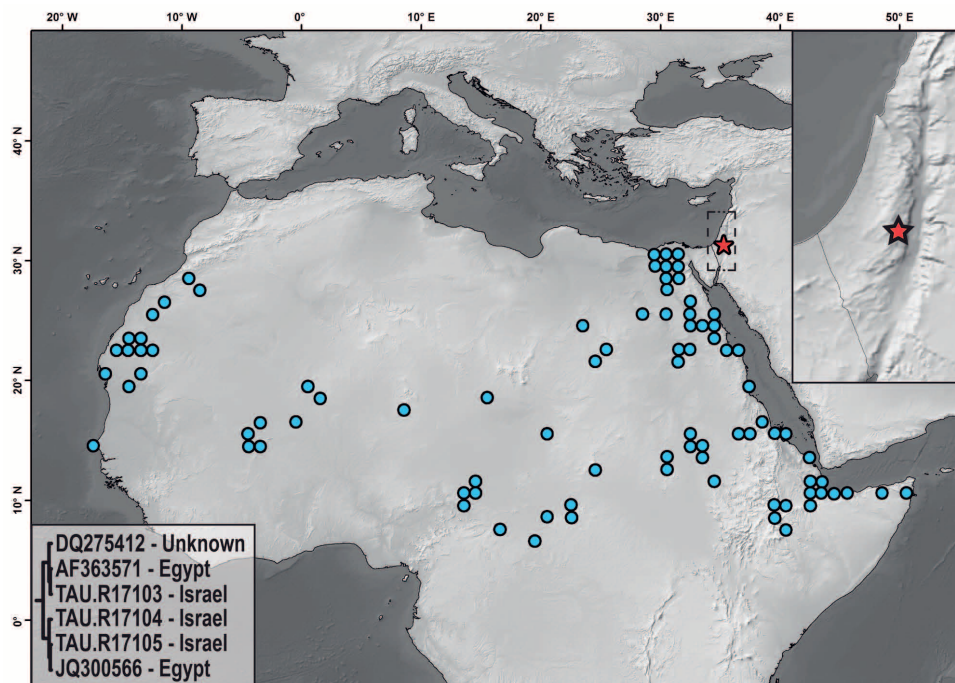 20° W 10° W 0° 10° E 20° E 30° E 40° E 50° E
40° N
30° N
20° N
10° N
0°
DQ275412 - Unknown
AF363571 - Egypt
TAU.R17103 - Israel
TAU.R17104 - Israel
TAU.R17105 - Israel
JQ300566 - Egypt